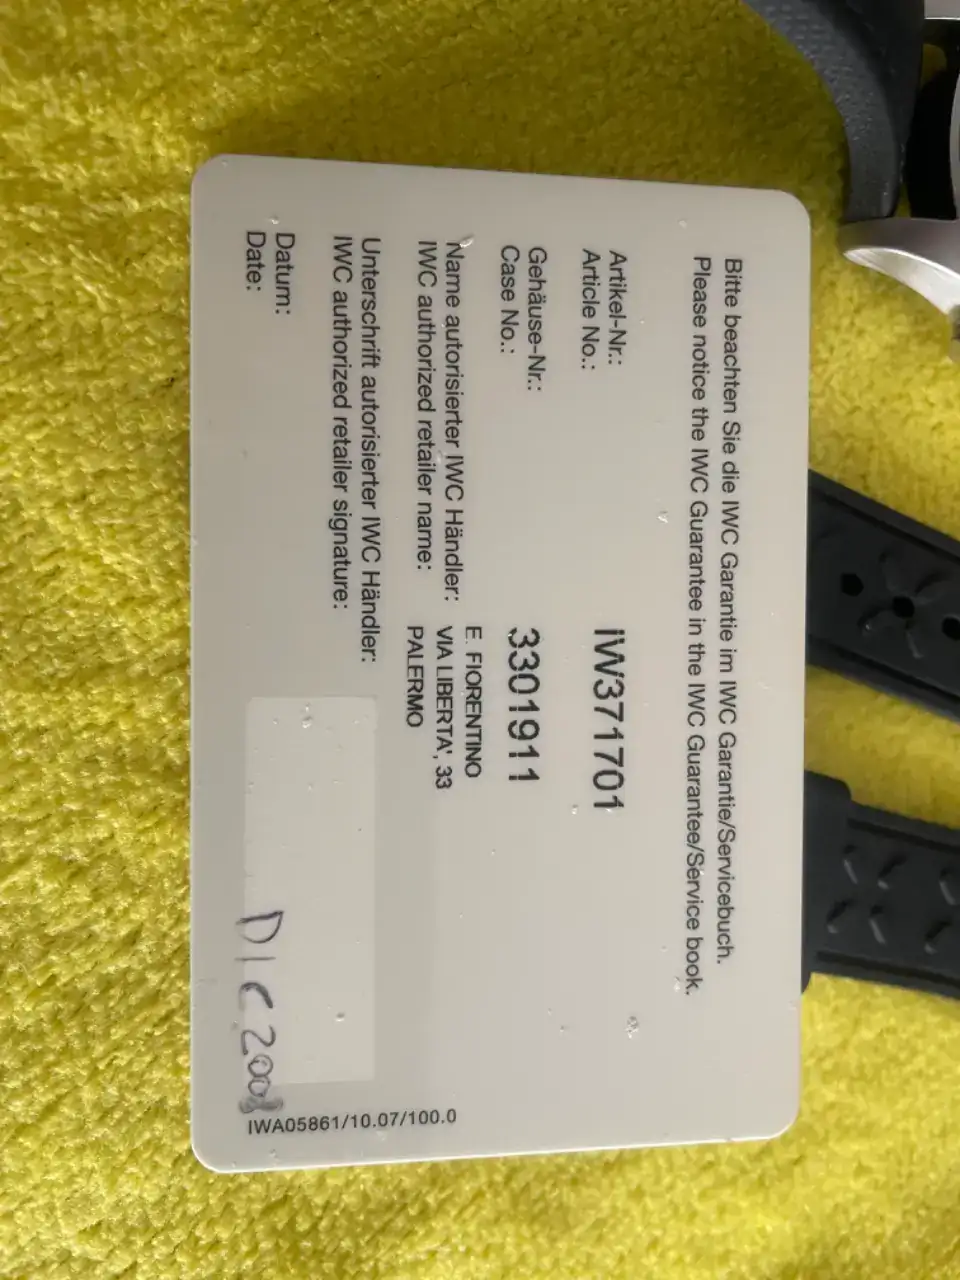 Bitte beachten Sie die IWC Garantie im IWC Garantie/Servicebuch.
Please notice the IWC Guarantee in the IWC Guarantee/Service book.
Artikel-Nr.:
Article No.: IW371701
Gehäuse-Nr.:
Case No.: 3301911
Name autorisierter IWC Händler: E. FIORENTINO
IWC authorized retailer name: VIA LIBERTA', 33
PALERMO
Unterschrift autorisierter IWC Händler:
IWC authorized retailer signature:
Datum:
Date: DIC 2008
IWA05861/10.07/100.0